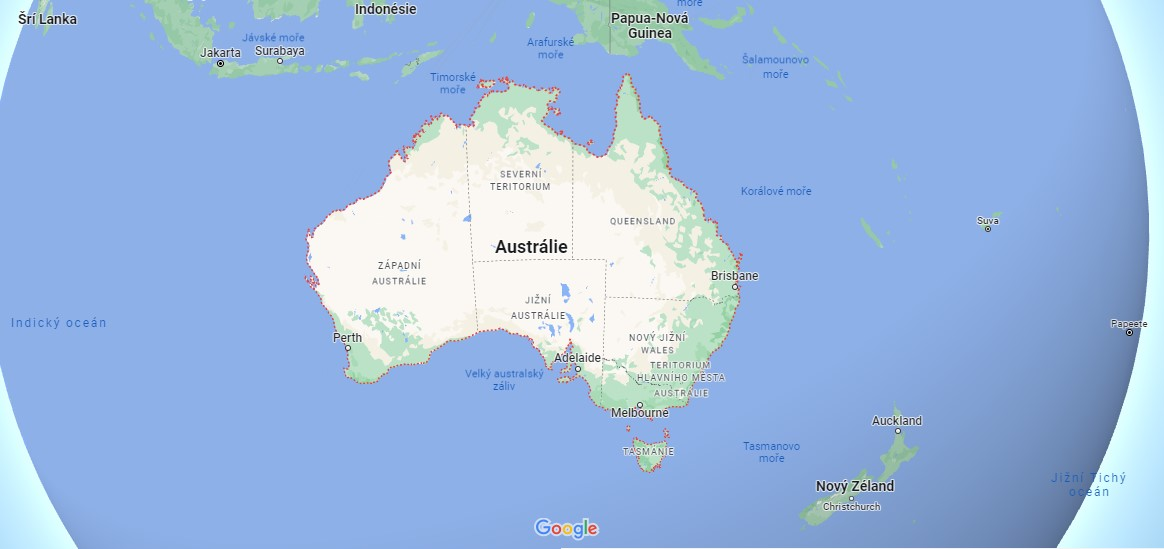 moře
Indonésie
Šrí Lanka
Papua-Nová
Guinea
Jávské moře
Arafurské
moře
Jakarta
Surabaya
Šalamounovo
moře
Timorské
moře
SEVERNÍ
TERITORIUM
Korálové moře
QUEENSLAND
Suva
Austrálie
ZÁPADNÍ
AUSTRÁLIE
Brisbane
JIŽNÍ
AUSTRÁLIE
Indický oceán
Papeete
Perth
NOVÝ JIŽNÍ
WALES
Adelaide
TERITORIUM
HLAVNÍHO MĚSTA
AUSTRÁLIE
Velký australský
záliv
Melbourne
Auckland
TASMÁNIE
Tasmanovo
moře
Jižní Tichý
oceán
Nový Zéland
Christchurch
Google